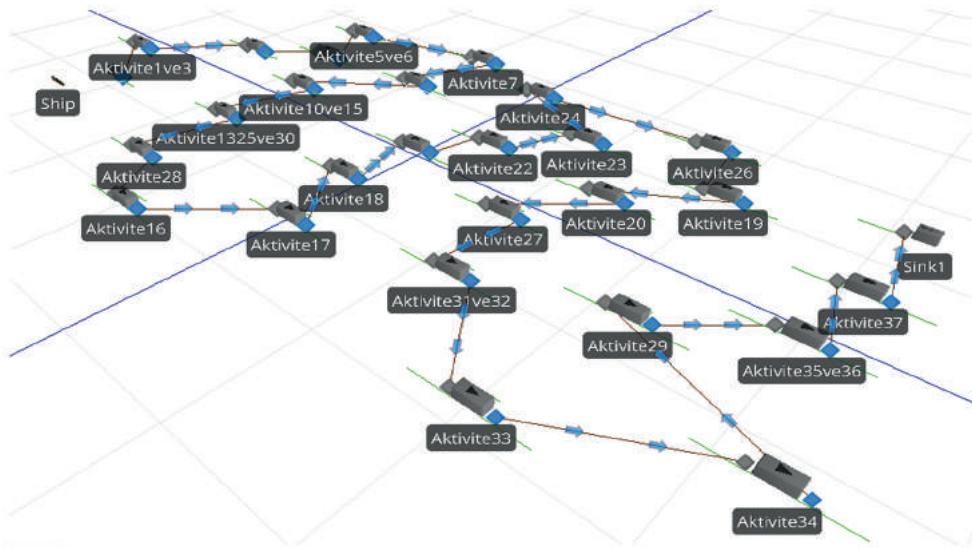 Aktivite1ve3
Aktivite5ve6
Aktivite7
Ship
Aktivite10ve15
Aktivite24
Aktivite1325ve30
Aktivite22
Aktivite23
Aktivite26
Aktivite28
Aktivite18
Aktivite16
Aktivite17
Aktivite20
Aktivite19
Aktivite27
Sink1
Aktivite31ve32
Aktivite37
Aktivite29
Aktivite35ve36
Aktivite33
Aktivite34